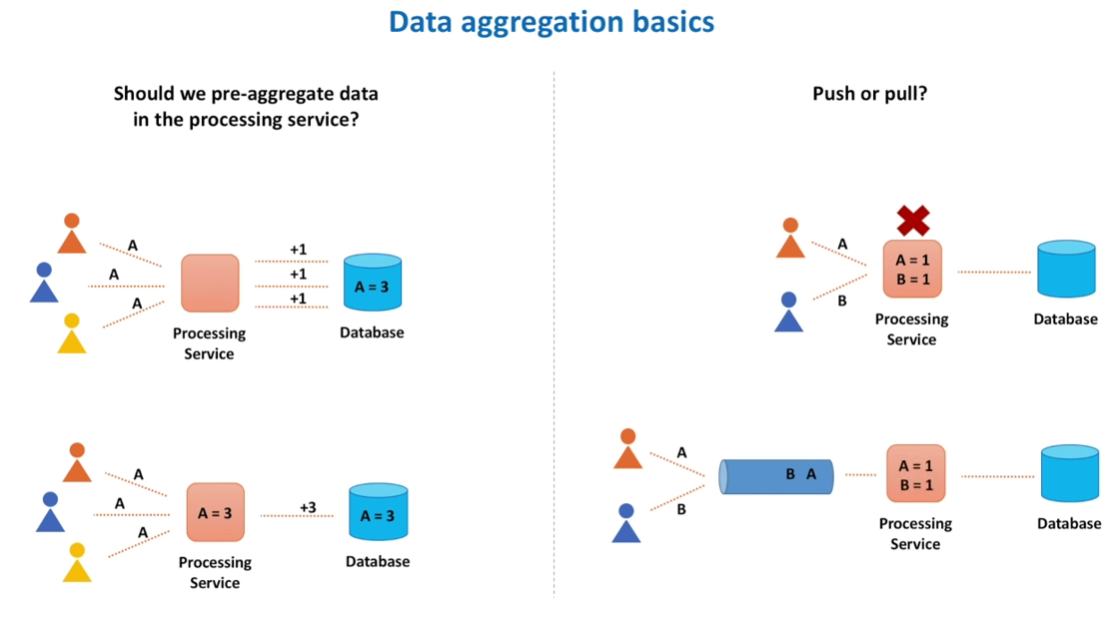 Data aggregation basics
Should we pre-aggregate data
in the processing service?
A
A
A
+1
+1
+1
A = 3
Processing
Service
Database
A
A
A
A = 3
+3
A = 3
Processing
Service
Database
Push or pull?
A
B
A = 1
B = 1
Processing
Service
Database
A
B
B A
A = 1
B = 1
Processing
Service
Database